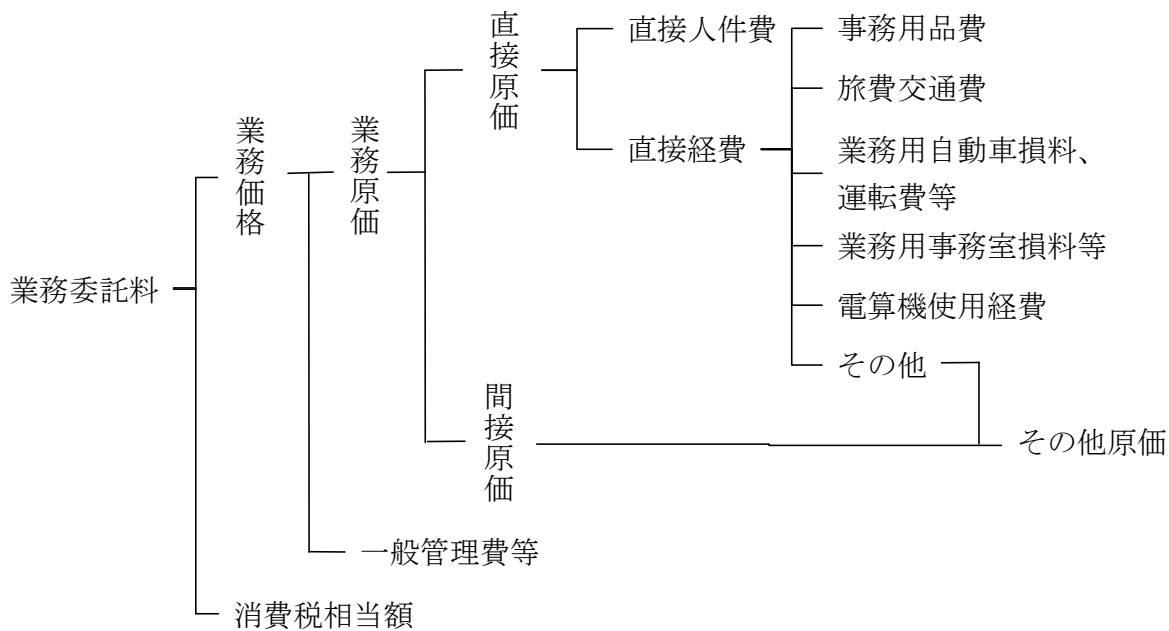 直接原価
直接人件費
事務用品費
旅費交通費
業務価格
業務原価
直接経費
業務用自動車損料、
運転費等
業務用事務室損料等
業務委託料
電算機使用経費
その他
間接原価
その他原価
一般管理費等
消費税相当額